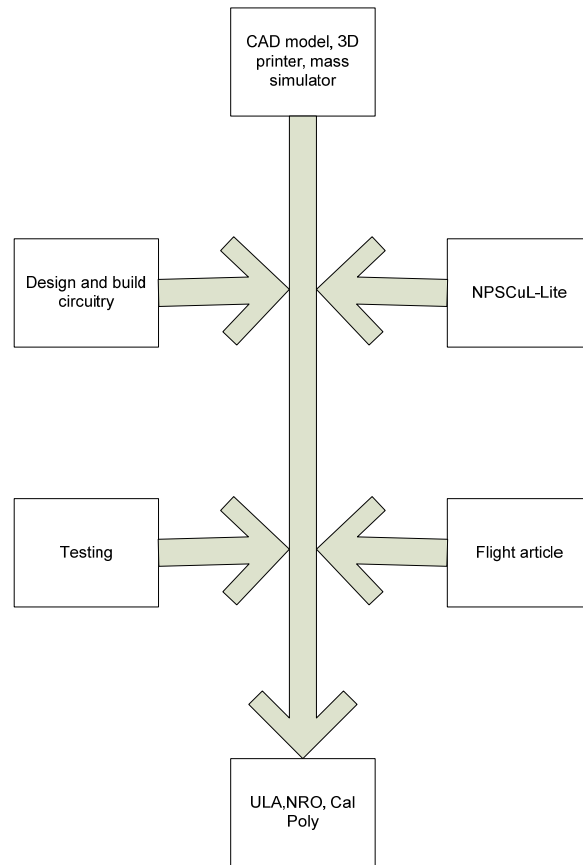 CAD model, 3D
printer, mass
simulator
Design and build
circuitry
NPSCuL-Lite
Testing
Flight article
ULA,NRO, Cal
Poly